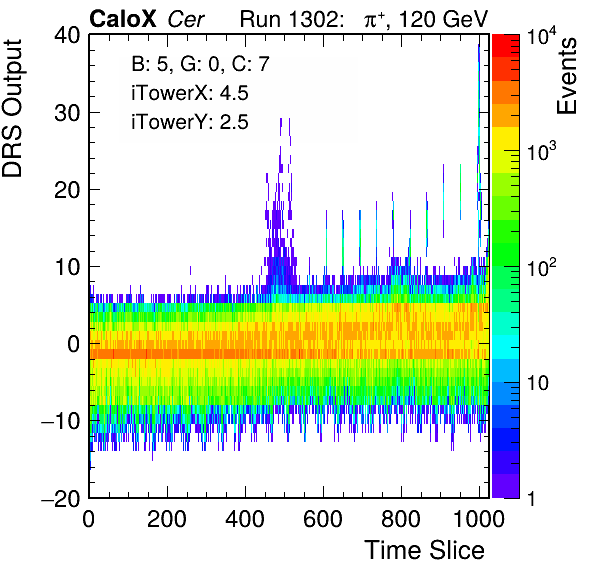 CaloX Cer Run 1302: π⁺, 120 GeV
B: 5, G: 0, C: 7
iTowerX: 4.5
iTowerY: 2.5
DRS Output
40
30
20
10
0
−10
−20
0 200 400 600 800 1000
Time Slice
Events
10⁴
10³
10²
10
1